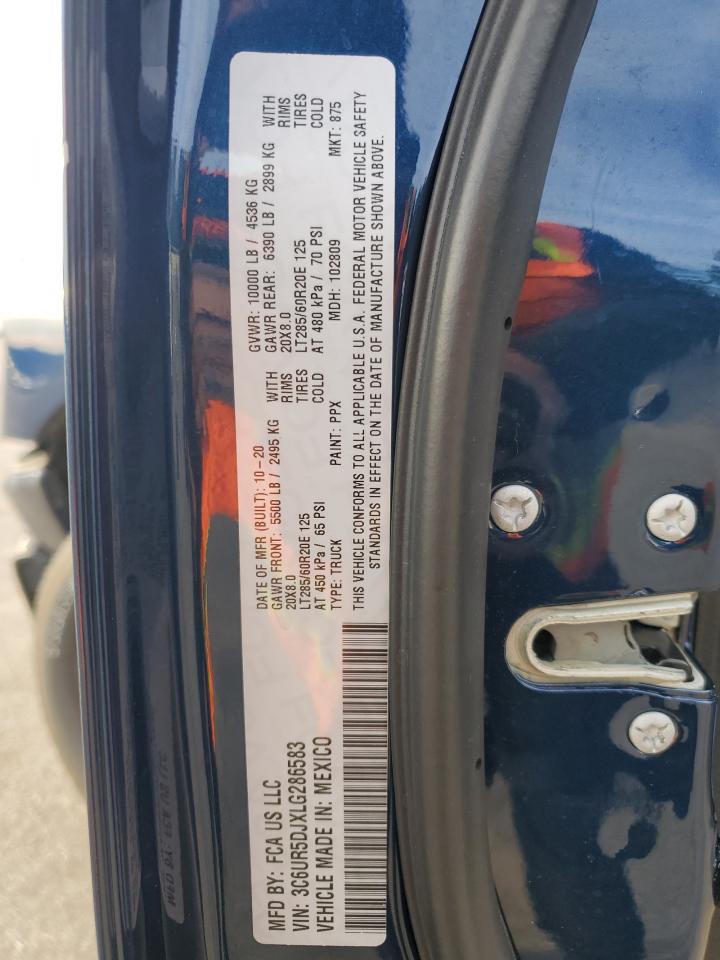 MFD BY: FCA US LLC
DATE OF MFR (BUILT): 10-20
GVWR: 10000 LB / 4536 KG
VIN: 3C6UR5DJXLG286583
GAWR FRONT: 5500 LB / 2495 KG WITH
GAWR REAR: 6390 LB / 2899 KG WITH
20X8.0 RIMS
20X8.0 RIMS
VEHICLE MADE IN: MEXICO
LT285/60R20E 125 TIRES
LT285/60R20E 125 TIRES
AT 450 kPa / 65 PSI COLD
AT 480 kPa / 70 PSI COLD
TYPE: TRUCK PAINT: PPX MDH: 102809 MKT: 875
THIS VEHICLE CONFORMS TO ALL APPLICABLE U.S.A. FEDERAL MOTOR VEHICLE SAFETY
STANDARDS IN EFFECT ON THE DATE OF MANUFACTURE SHOWN ABOVE.